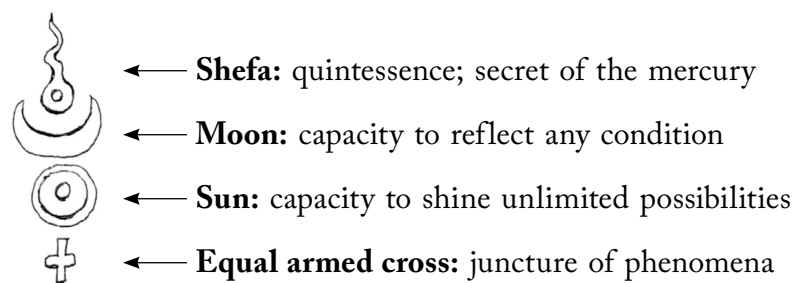 Shefa: quintessence; secret of the mercury
Moon: capacity to reflect any condition
Sun: capacity to shine unlimited possibilities
Equal armed cross: juncture of phenomena